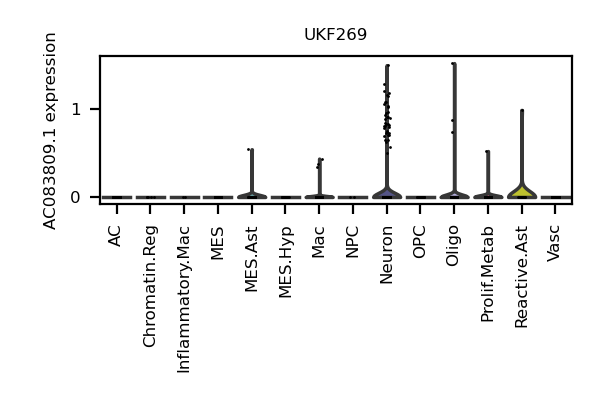 UKF269
AC083809.1 expression
1
0
AC
Chromatin.Reg
Inflammatory.Mac
MES
MES.Ast
MES.Hyp
Mac
NPC
Neuron
OPC
Oligo
Prolif.Metab
Reactive.Ast
Vasc